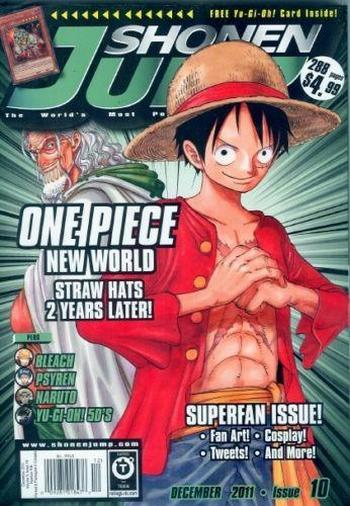 FREE Yu-Gi-Oh! Card Inside!
SHONEN
JUMP
288 pages
$4.99
The World's Most Po
ONE PIECE
NEW WORLD
STRAW HATS
2 YEARS LATER!
PLUS
BLEACH
PSYREN
NARUTO
YU-GI-OH! 5D'S
www.shonenjump.com
SUPERFAN ISSUE!
• Fan Art! • Cosplay!
• Tweets! • And More!
DECEMBER • 2011 • Issue 10